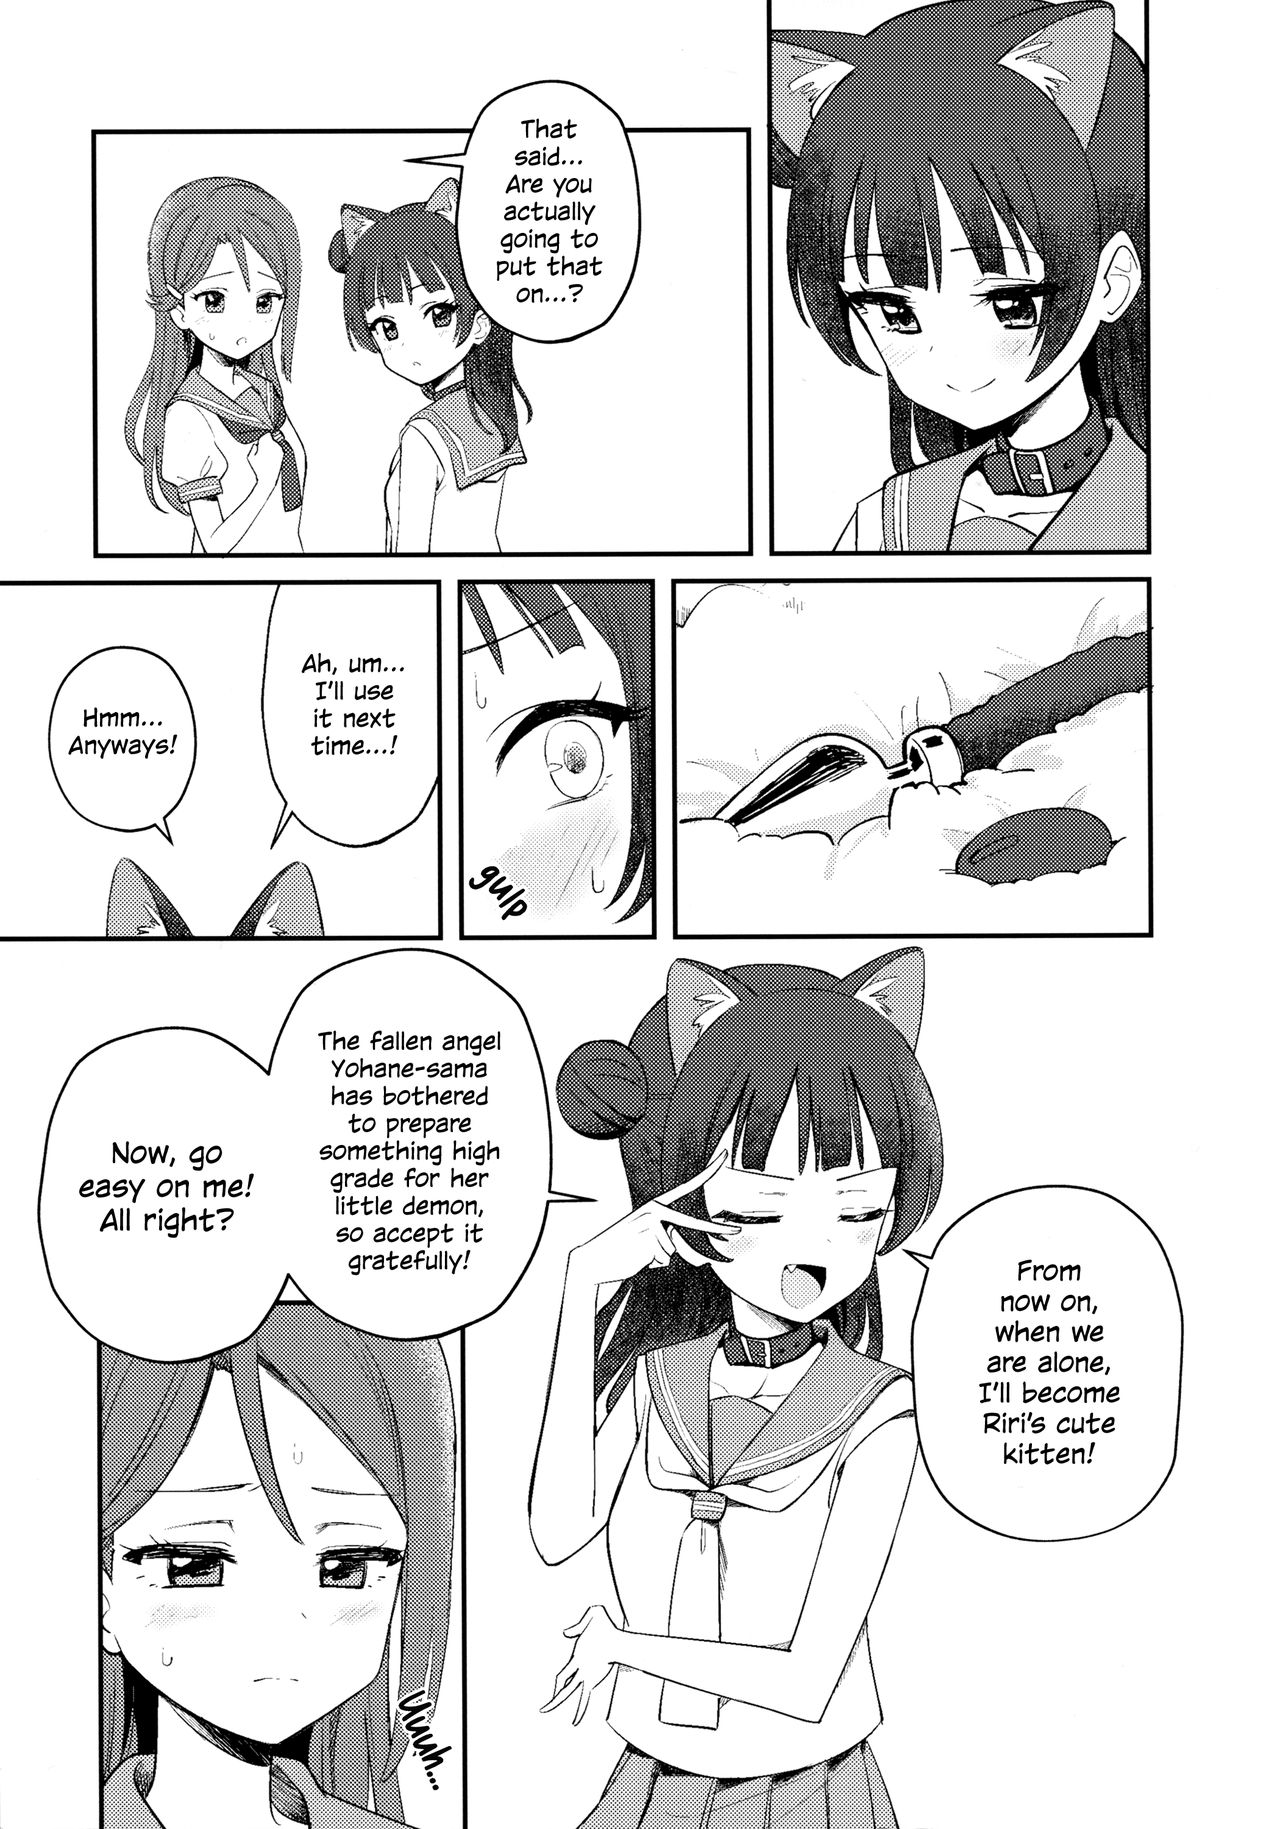 That
said...
Are you
actually
going to
put that
on...?
gulp
Ah, um...
I'll use
it next
time...!
Hmm...
Anyways!
From
now on,
when we
are alone,
I'll become
Riri's cute
kitten!
The fallen angel
Yohane-sama
has bothered
to prepare
something high
grade for her
little demon,
so accept it
gratefully!
Now, go
easy on me!
All right?
Uuuh...